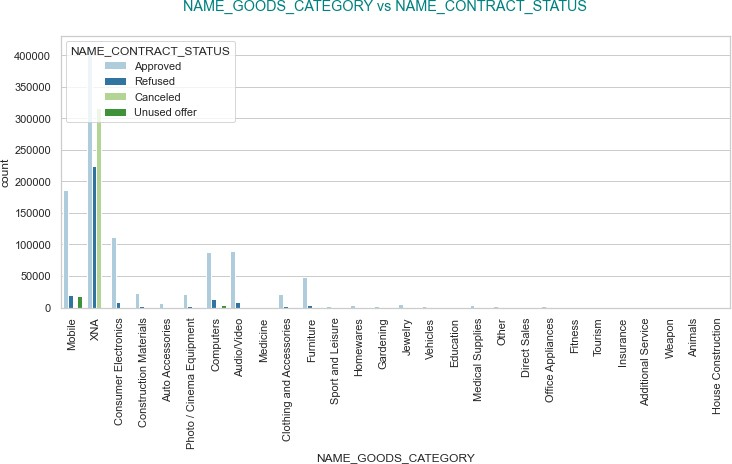 NAME_GOODS_CATEGORY vs NAME_CONTRACT_STATUS
NAME_CONTRACT_STATUS
Approved
Refused
Canceled
Unused offer
count
400000
350000
300000
250000
200000
150000
100000
50000
0
Mobile
XNA
Consumer Electronics
Construction Materials
Auto Accessories
Photo / Cinema Equipment
Computers
Audio/Video
Medicine
Clothing and Accessories
Furniture
Sport and Leisure
Homewares
Gardening
Jewelry
Vehicles
Education
Medical Supplies
Other
Direct Sales
Office Appliances
Fitness
Tourism
Insurance
Additional Service
Weapon
Animals
House Construction
NAME_GOODS_CATEGORY